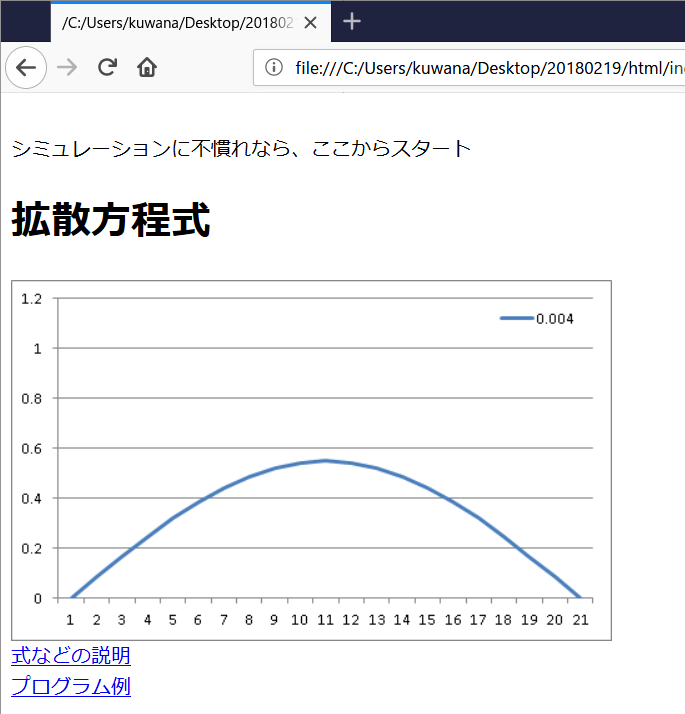 /C:/Users/kuwana/Desktop/201802
file:///C:/Users/kuwana/Desktop/20180219/html/in
シミュレーションに不慣れなら、ここからスタート
拡散方程式
1.2
0.004
1
0.8
0.6
0.4
0.2
0
1 2 3 4 5 6 7 8 9 10 11 12 13 14 15 16 17 18 19 20 21
式などの説明
プログラム例